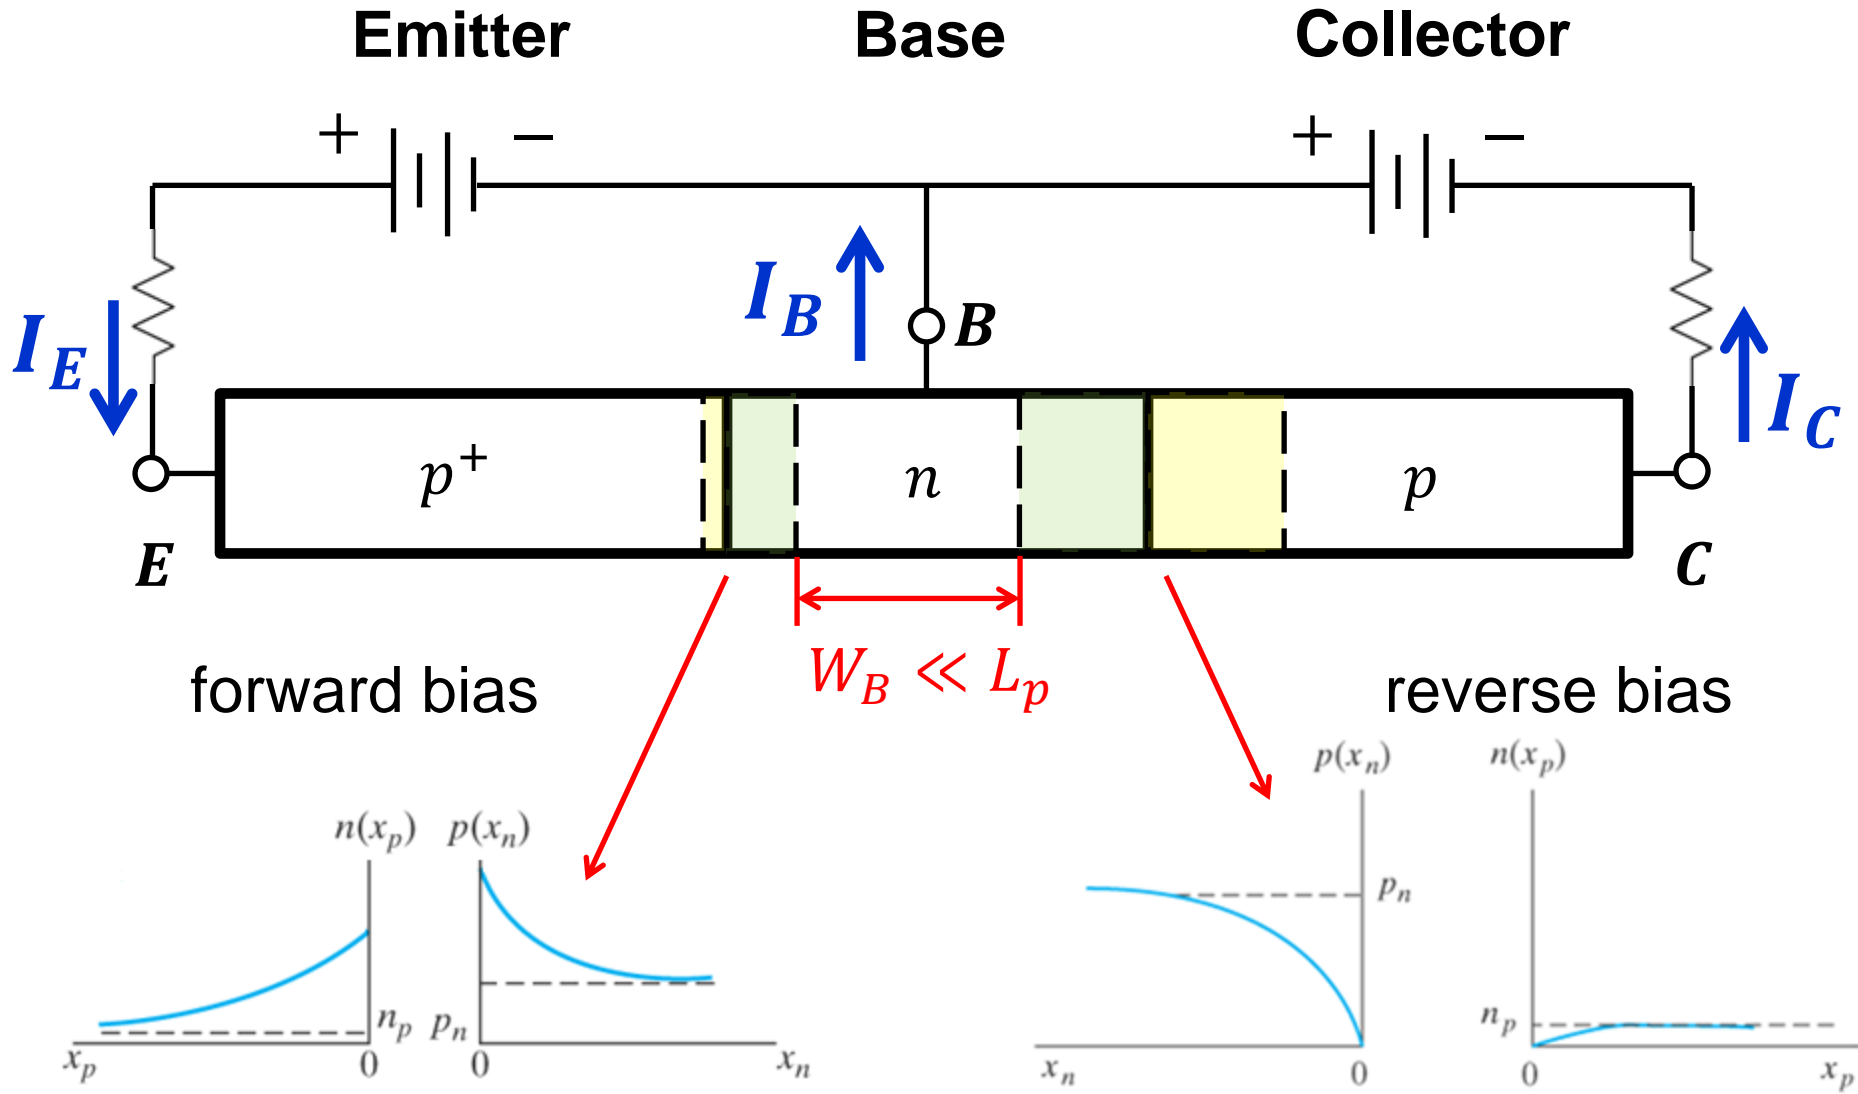 Emitter Base Collector
+ − + −
I_B B
I_E I_C
p⁺ n p
E C
W_B ≪ L_p
forward bias reverse bias
p(x_n) n(x_p)
n(x_p) p(x_n)
p_n
n_p p_n n_p
x_p 0 0 x_n x_n 0 0 x_p